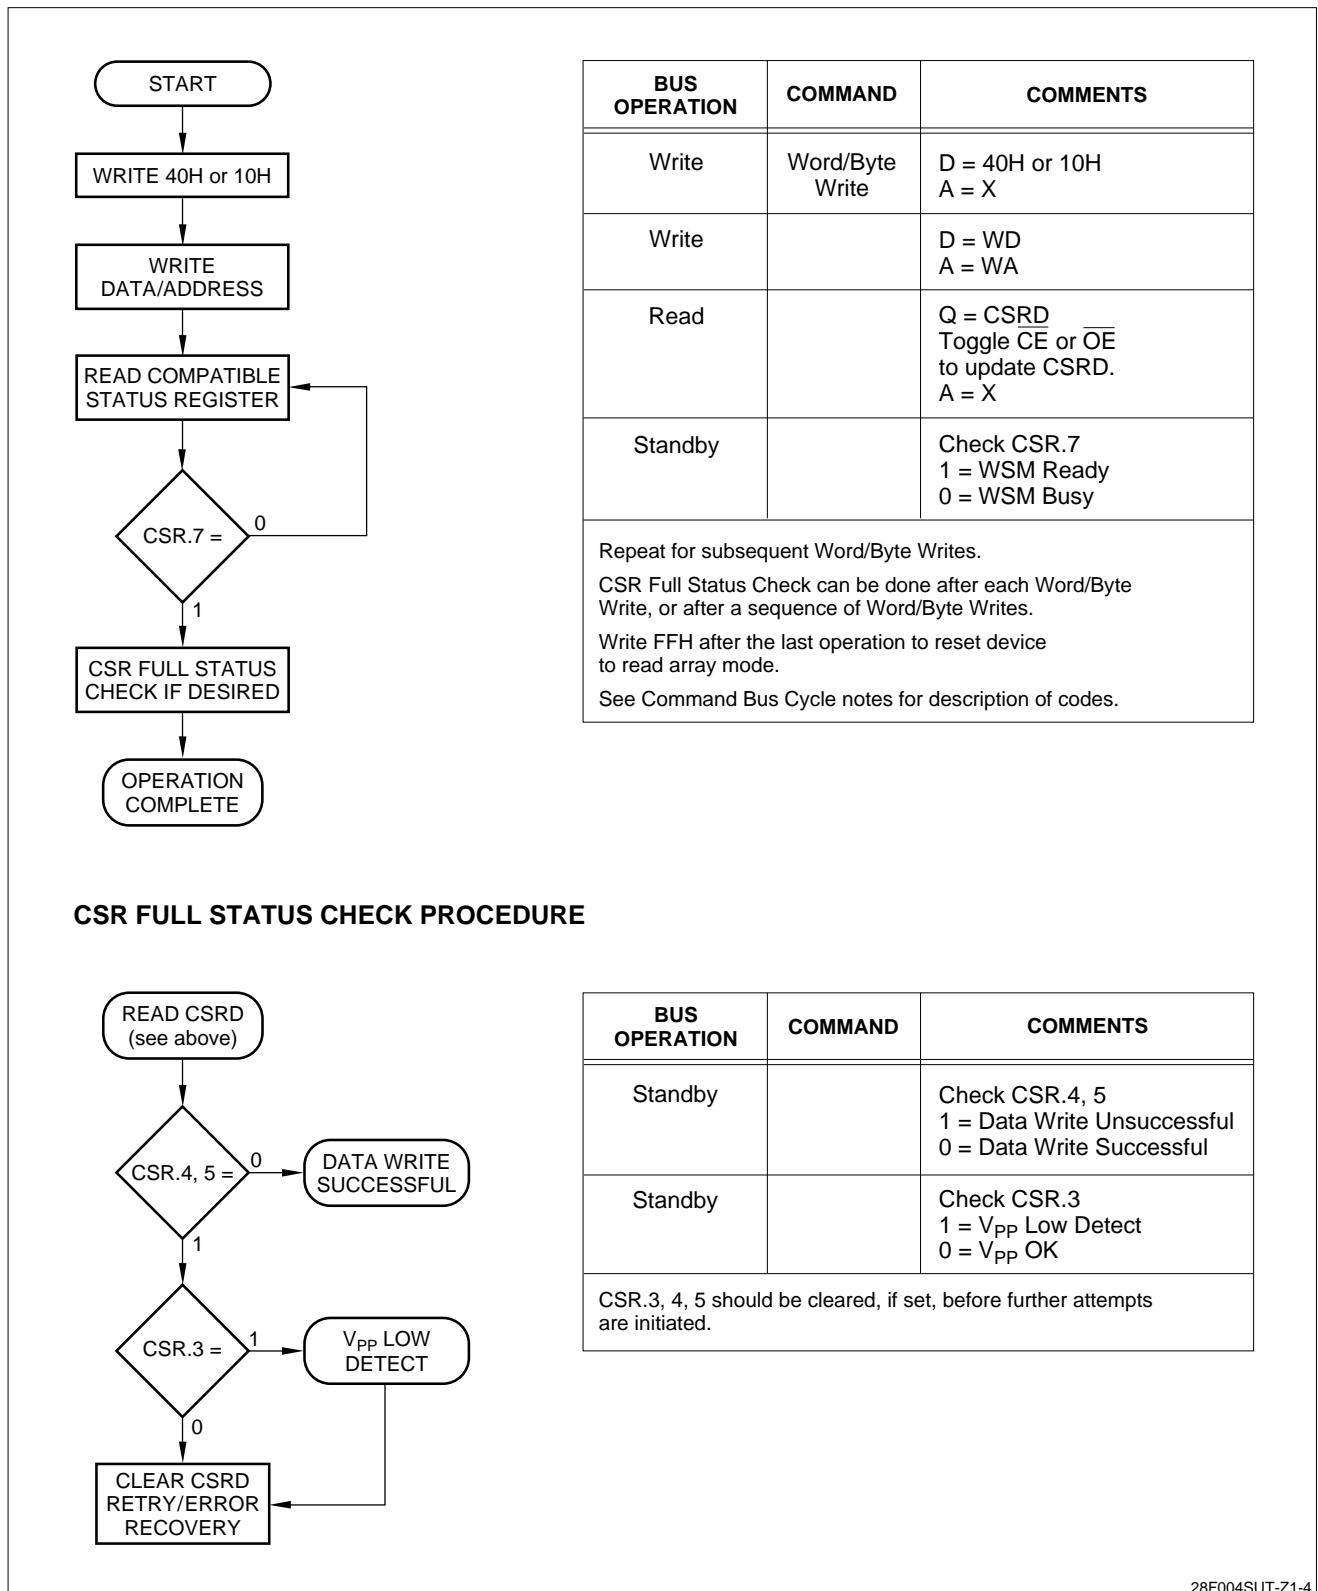 START
WRITE 40H or 10H
WRITE
DATA/ADDRESS
READ COMPATIBLE
STATUS REGISTER
CSR.7 =
0
1
CSR FULL STATUS
CHECK IF DESIRED
OPERATION
COMPLETE
BUS
OPERATION
COMMAND
COMMENTS
Write
Word/Byte
Write
D = 40H or 10H
A = X
Write
D = WD
A = WA
Read
Q = CSRD
Toggle C̅E̅ or O̅E̅
to update CSRD.
A = X
Standby
Check CSR.7
1 = WSM Ready
0 = WSM Busy
Repeat for subsequent Word/Byte Writes.
CSR Full Status Check can be done after each Word/Byte
Write, or after a sequence of Word/Byte Writes.
Write FFH after the last operation to reset device
to read array mode.
See Command Bus Cycle notes for description of codes.
CSR FULL STATUS CHECK PROCEDURE
READ CSRD
(see above)
CSR.4, 5 =
0
DATA WRITE
SUCCESSFUL
1
CSR.3 =
1
VPP LOW
DETECT
0
CLEAR CSRD
RETRY/ERROR
RECOVERY
BUS
OPERATION
COMMAND
COMMENTS
Standby
Check CSR.4, 5
1 = Data Write Unsuccessful
0 = Data Write Successful
Standby
Check CSR.3
1 = VPP Low Detect
0 = VPP OK
CSR.3, 4, 5 should be cleared, if set, before further attempts
are initiated.
28F004SUT-Z1-4